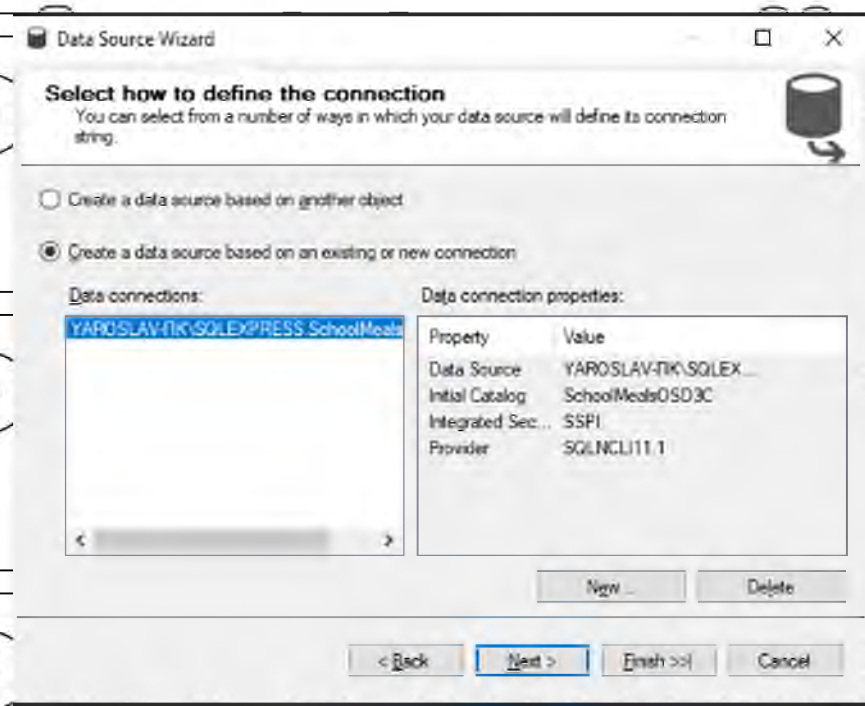 Data Source Wizard
Select how to define the connection
You can select from a number of ways in which your data source will define its connection
string.
Create a data source based on another object
Create a data source based on an existing or new connection
Data connections:
YAROSLAV-ПК\SQLEXPRESS.SchoolMeals
Data connection properties:
Property Value
Data Source YAROSLAV-ПК\SQLEX...
Initial Catalog SchoolMealsOSD3C
Integrated Sec... SSPI
Provider SQLNCLI11.1
New...
Delete
< Back
Next >
Finish >>|
Cancel